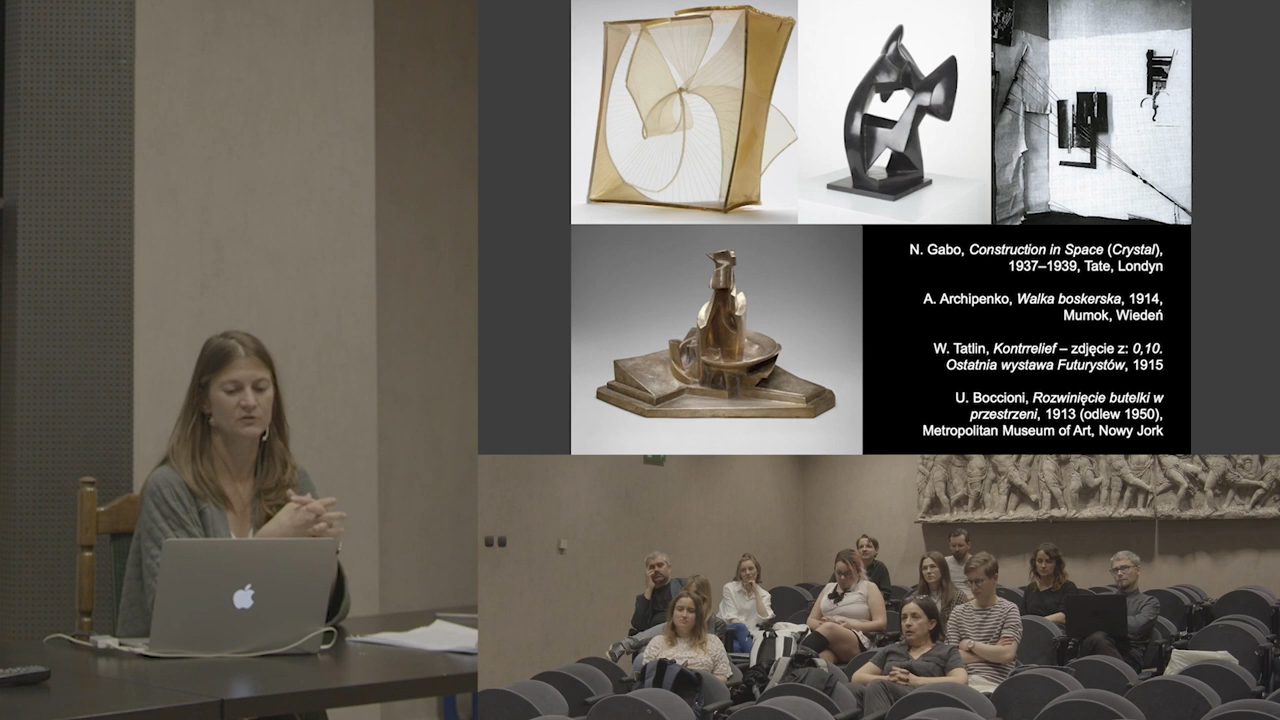 N. Gabo, Construction in Space (Crystal),
1937–1939, Tate, Londyn
A. Archipenko, Walka boskerska, 1914,
Mumok, Wiedeń
W. Tatlin, Kontrrelief – zdjęcie z: 0,10.
Ostatnia wystawa Futurystów, 1915
U. Boccioni, Rozwinięcie butelki w
przestrzeni, 1913 (odlew 1950),
Metropolitan Museum of Art, Nowy Jork